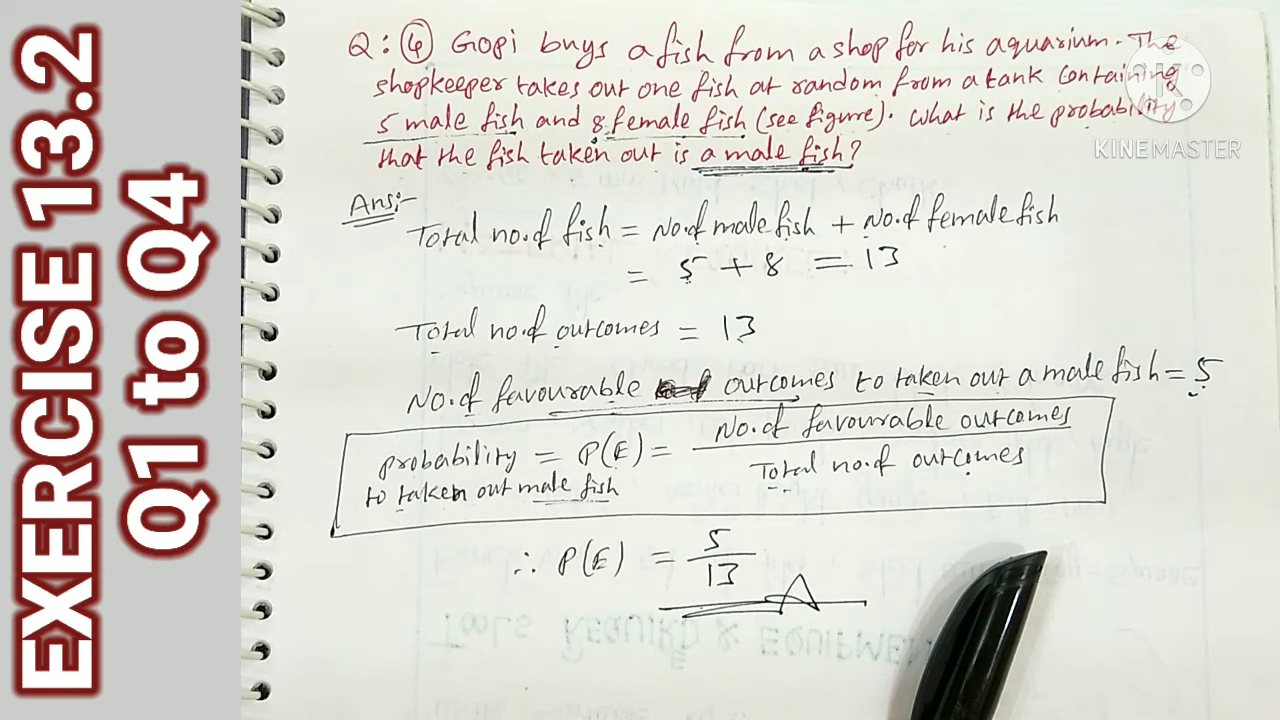 EXERCISE 13.2
Q1 to Q4
Q: 4 Gopi buys a fish from a shop for his aquarium. The
shopkeeper takes out one fish at random from a tank containing
5 male fish and 8 female fish (see figure). What is the probability
that the fish taken out is a male fish?
K
KINEMASTER
Ans:-
Total no.of fish = No.of male fish + No.of female fish
= 5 + 8 = 13
Total no.of outcomes = 13
No.of favourable outcomes to taken out a male fish = 5
probability = P(E) = No.of favourable outcomes
to taken out male fish
Total no.of outcomes
∴ P(E) = 5
13
TOOLS REQUIRD & EQUIPMEN